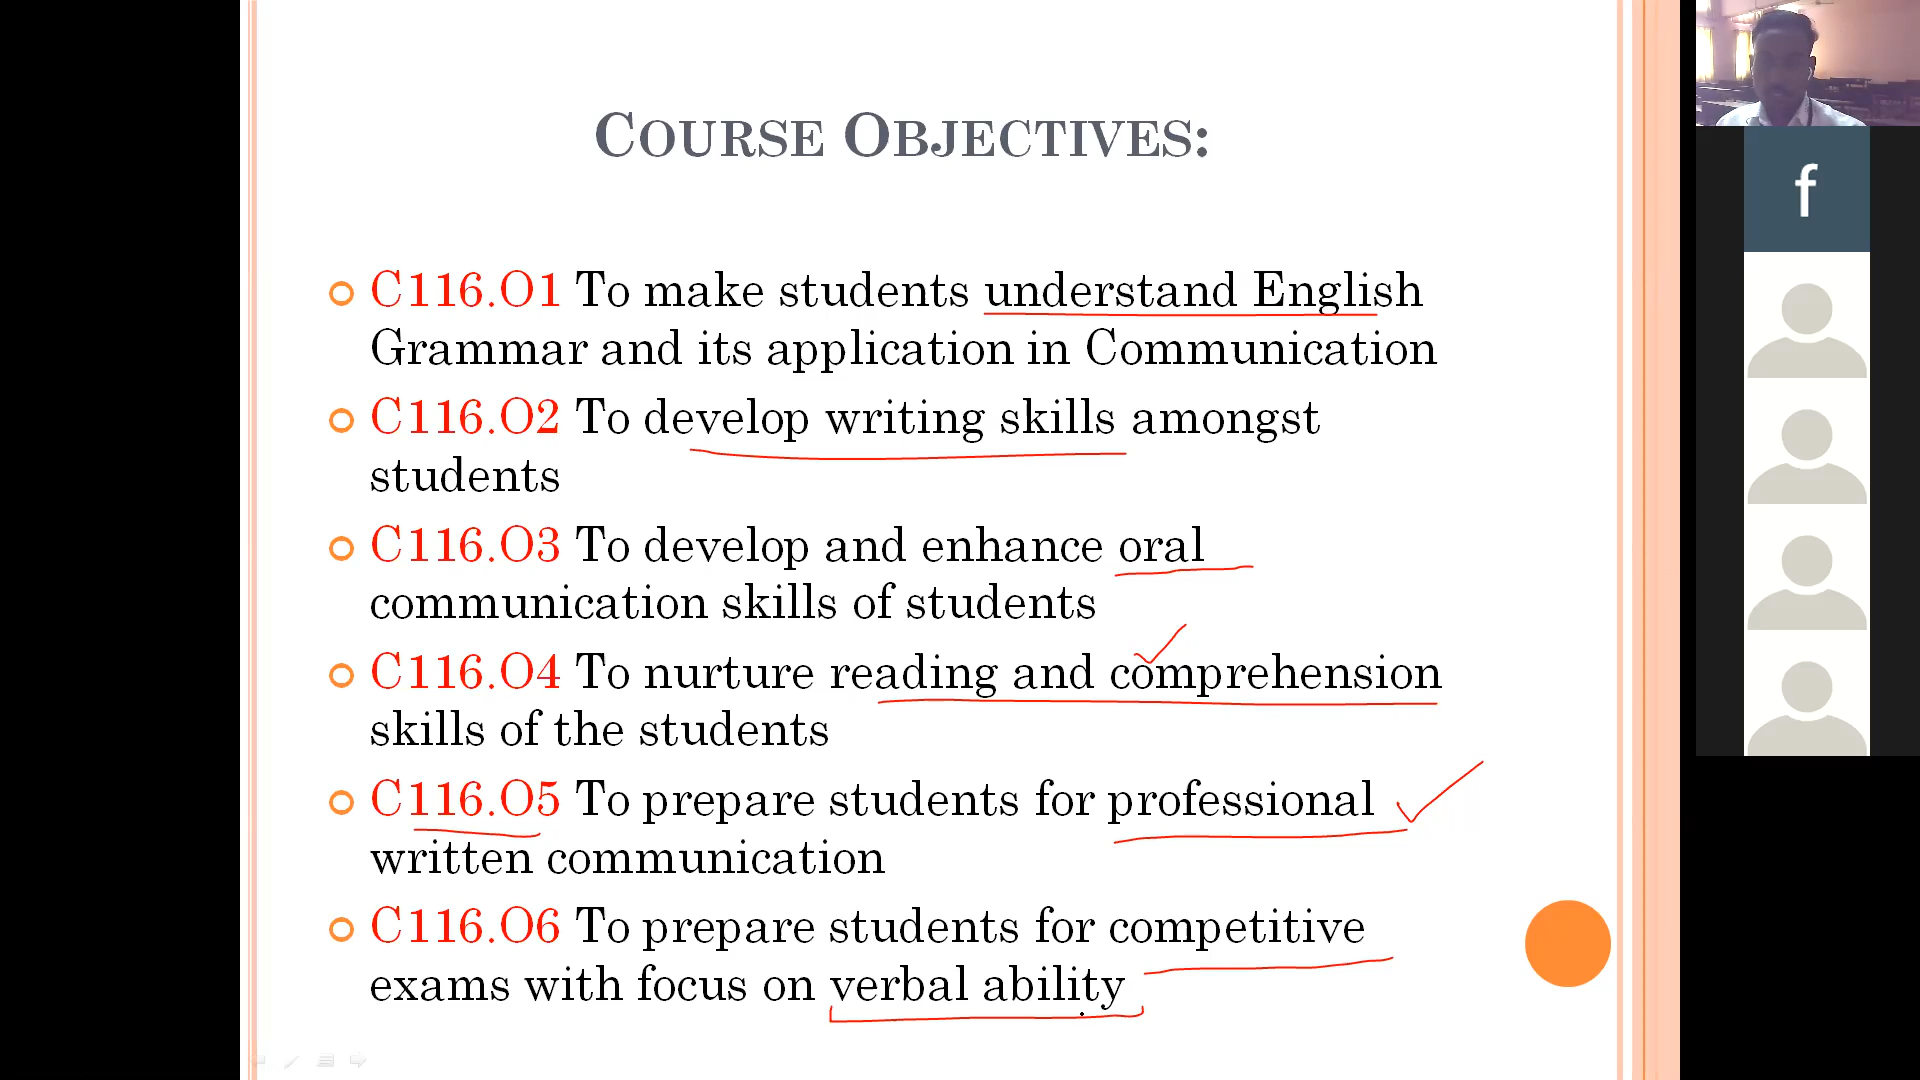 COURSE OBJECTIVES:
C116.O1 To make students understand English
Grammar and its application in Communication
C116.O2 To develop writing skills amongst
students
C116.O3 To develop and enhance oral
communication skills of students
C116.O4 To nurture reading and comprehension
skills of the students
C116.O5 To prepare students for professional
written communication
C116.O6 To prepare students for competitive
exams with focus on verbal ability
f